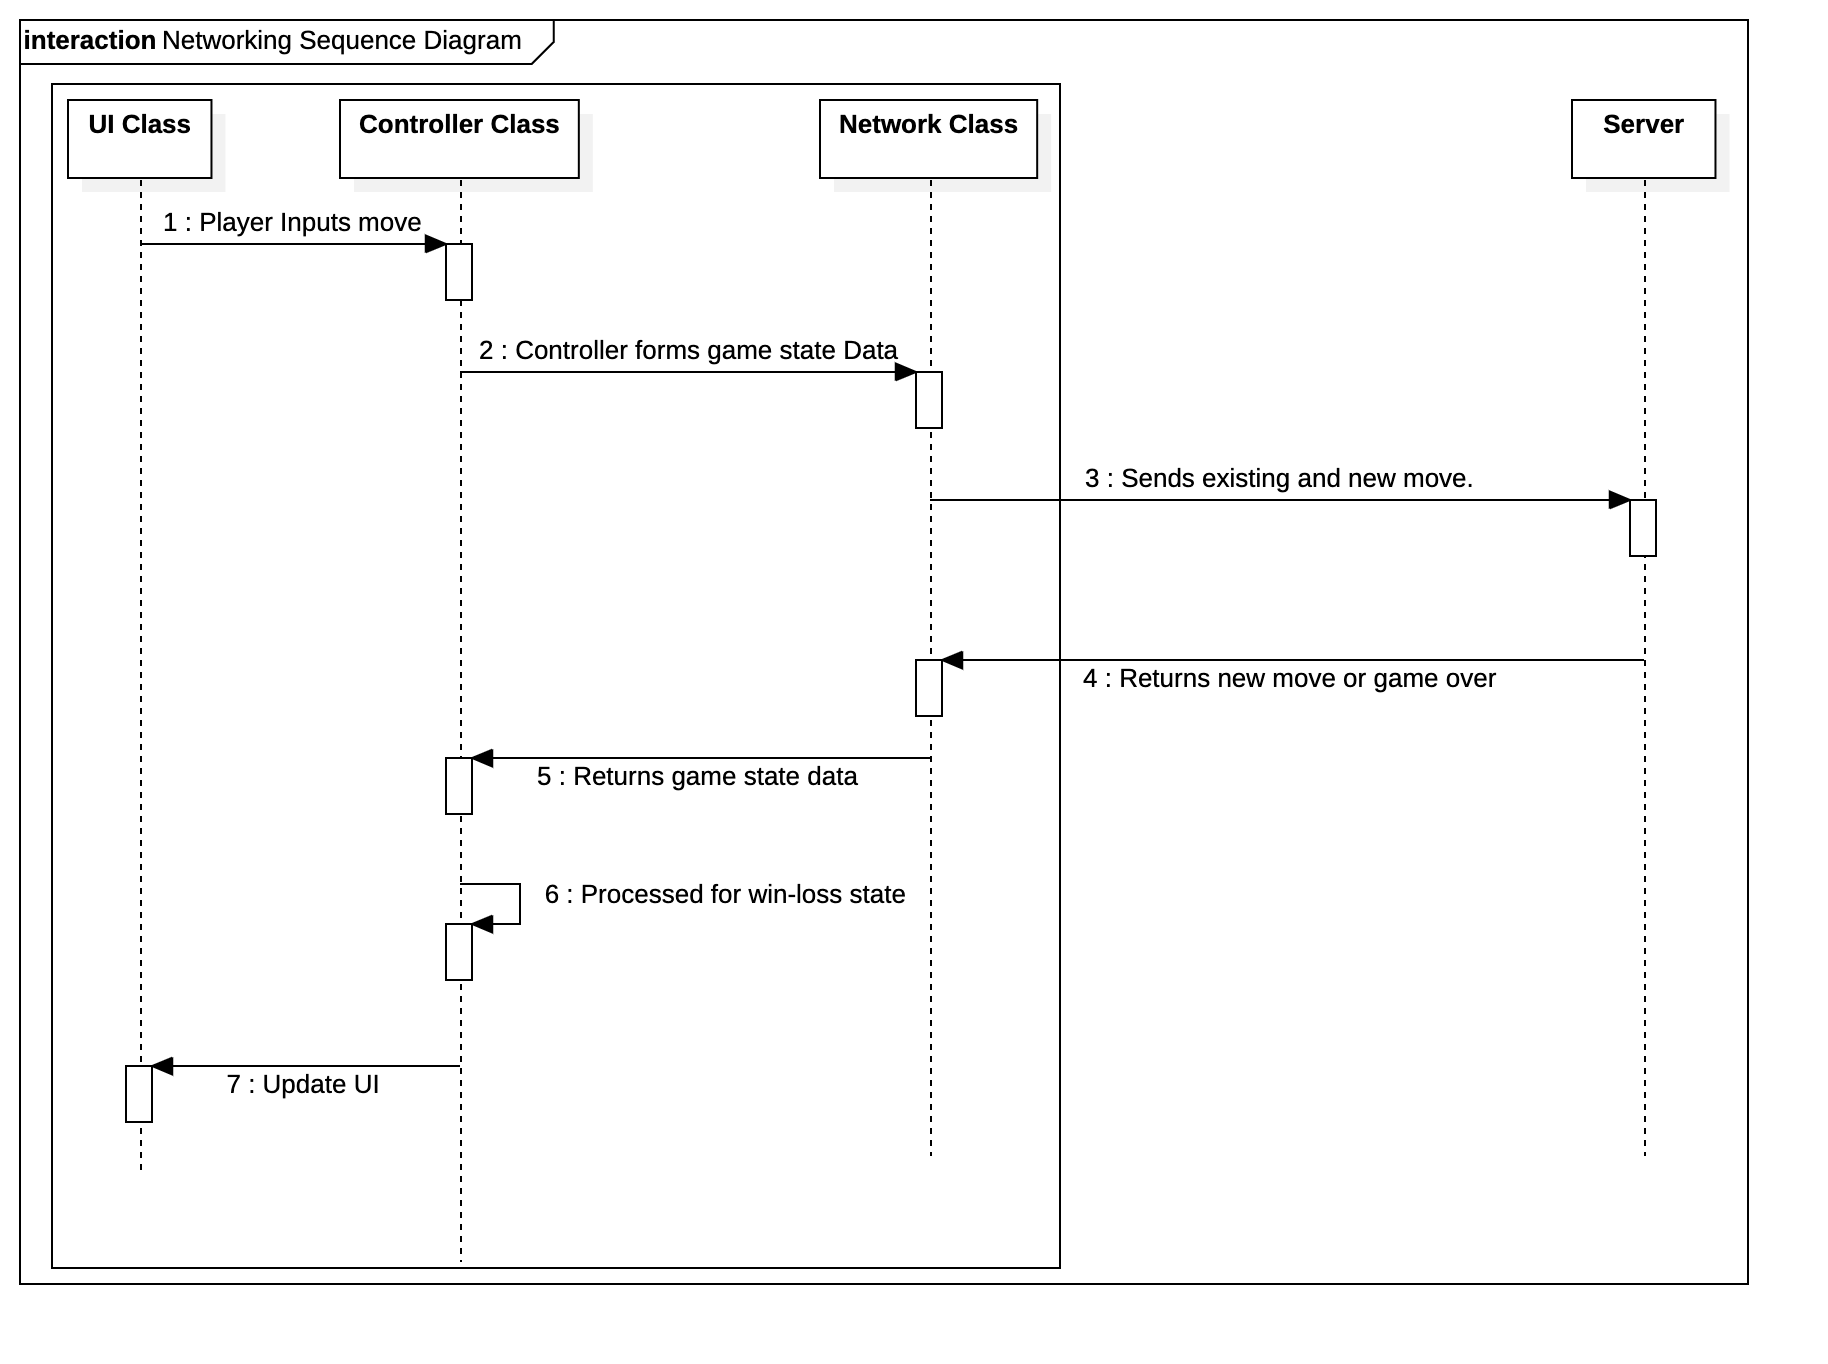 interaction Networking Sequence Diagram
UI Class
Controller Class
Network Class
Server
1 : Player Inputs move
2 : Controller forms game state Data
3 : Sends existing and new move.
4 : Returns new move or game over
5 : Returns game state data
6 : Processed for win-loss state
7 : Update UI